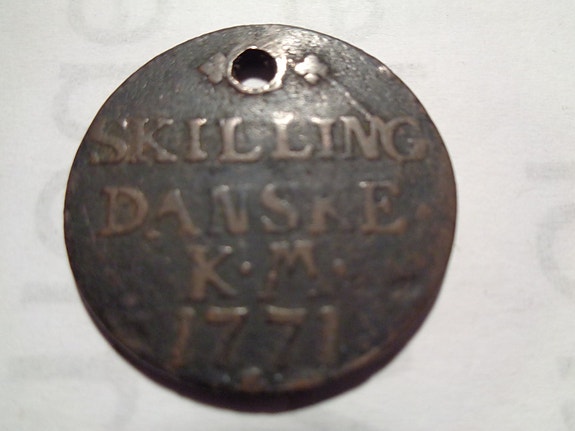 SKILLING
DANSKE.
K·M·
1771